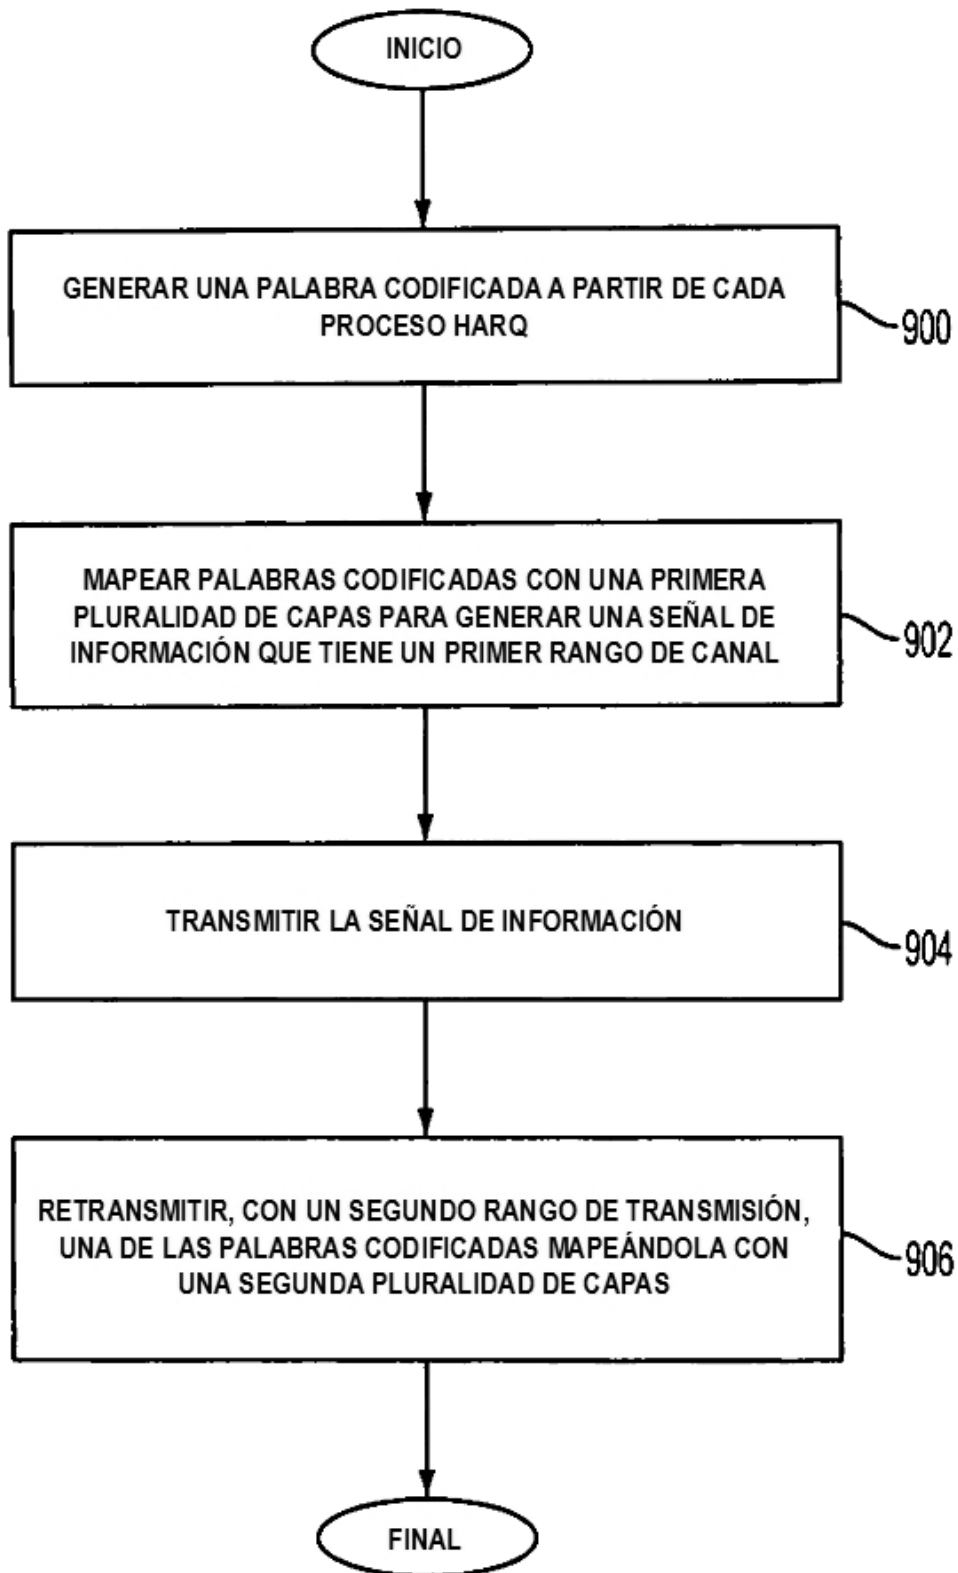 INICIO
GENERAR UNA PALABRA CODIFICADA A PARTIR DE CADA
PROCESO HARQ
900
MAPEAR PALABRAS CODIFICADAS CON UNA PRIMERA
PLURALIDAD DE CAPAS PARA GENERAR UNA SEÑAL DE
INFORMACIÓN QUE TIENE UN PRIMER RANGO DE CANAL
902
TRANSMITIR LA SEÑAL DE INFORMACIÓN
904
RETRANSMITIR, CON UN SEGUNDO RANGO DE TRANSMISIÓN,
UNA DE LAS PALABRAS CODIFICADAS MAPEÁNDOLA CON
UNA SEGUNDA PLURALIDAD DE CAPAS
906
FINAL